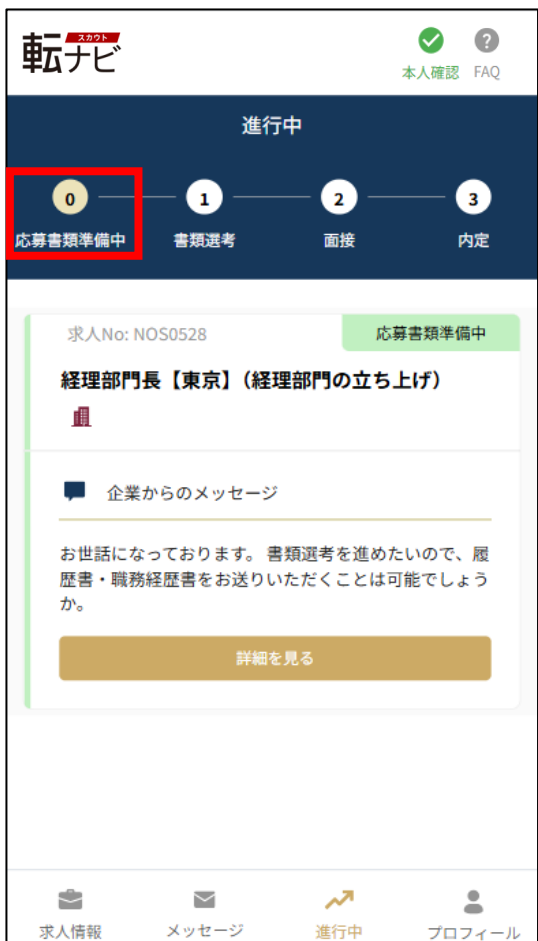 スカウト
転ナビ
?
本人確認 FAQ
進行中
0 1 2 3
応募書類準備中 書類選考 面接 内定
求人No: NOS0528 応募書類準備中
経理部門長【東京】（経理部門の立ち上げ）
企業からのメッセージ
お世話になっております。 書類選考を進めたいので、履
歴書・職務経歴書をお送りいただくことは可能でしょう
か。
詳細を見る
求人情報 メッセージ 進行中 プロフィール